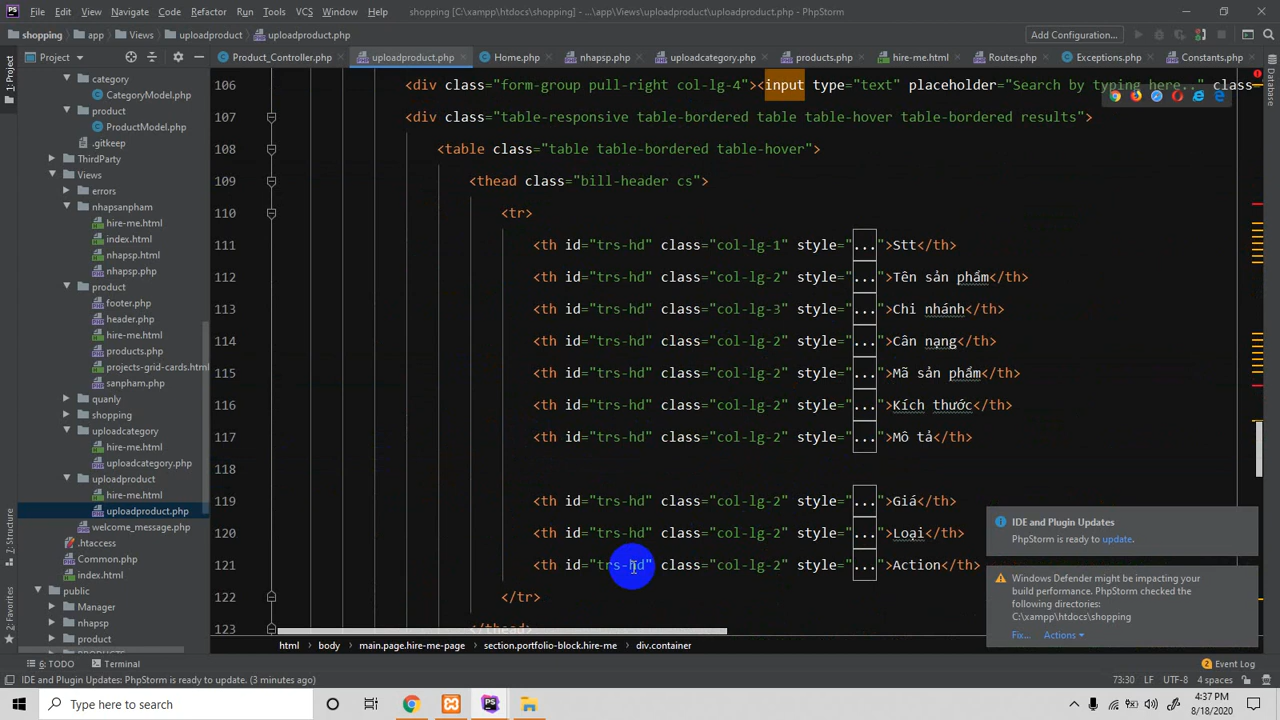 File Edit View Navigate Code Refactor Run Tools VCS Window Help shopping [C:\xampp\htdocs\shopping] - ...\app\Views\uploadproduct.php - PhpStorm
shopping app Views uploadproduct uploadproduct.php Add Configuration...
Project Product_Controller.php uploadproduct.php Home.php nhapsp.php uploadcategory.php products.php hire-me.html Routes.php Exceptions.php Constants.php
1: Project
7: Structure
2: Favorites
Database
category
CategoryModel.php
product
ProductModel.php
.gitkeep
ThirdParty
Views
errors
nhapsanpham
hire-me.html
index.html
nhapsp.html
nhapsp.php
product
footer.php
header.php
hire-me.html
products.php
projects-grid-cards.html
sanpham.php
quanly
shopping
uploadcategory
hire-me.html
uploadcategory.php
uploadproduct
hire-me.html
uploadproduct.php
welcome_message.php
.htaccess
Common.php
index.html
public
Manager
nhapsp
product
106 <div class="form-group pull-right col-lg-4"><input type="text" placeholder="Search by typing here.." clas
107 <div class="table-responsive table-bordered table table-hover table-bordered results">
108 <table class="table table-bordered table-hover">
109 <thead class="bill-header cs">
110 <tr>
111 <th id="trs-hd" class="col-lg-1" style="...">Stt</th>
112 <th id="trs-hd" class="col-lg-2" style="...">Tên sản phẩm</th>
113 <th id="trs-hd" class="col-lg-3" style="...">Chi nhánh</th>
114 <th id="trs-hd" class="col-lg-2" style="...">Cân nạng</th>
115 <th id="trs-hd" class="col-lg-2" style="...">Mã sản phẩm</th>
116 <th id="trs-hd" class="col-lg-2" style="...">Kích thước</th>
117 <th id="trs-hd" class="col-lg-2" style="...">Mô tả</th>
118
119 <th id="trs-hd" class="col-lg-2" style="...">Giá</th>
120 <th id="trs-hd" class="col-lg-2" style="...">Loại</th>
121 <th id="trs-hd" class="col-lg-2" style="...">Action</th>
122 </tr>
123 </thead>
IDE and Plugin Updates
PhpStorm is ready to update.
Windows Defender might be impacting your
build performance. PhpStorm checked the
following directories:
C:\xampp\htdocs\shopping
Fix... Actions
html body main.page.hire-me-page section.portfolio-block.hire-me div.container
6: TODO Terminal 2 Event Log
IDE and Plugin Updates: PhpStorm is ready to update. (3 minutes ago) 73:30 LF UTF-8 4 spaces
Type here to search
4:37 PM
8/18/2020